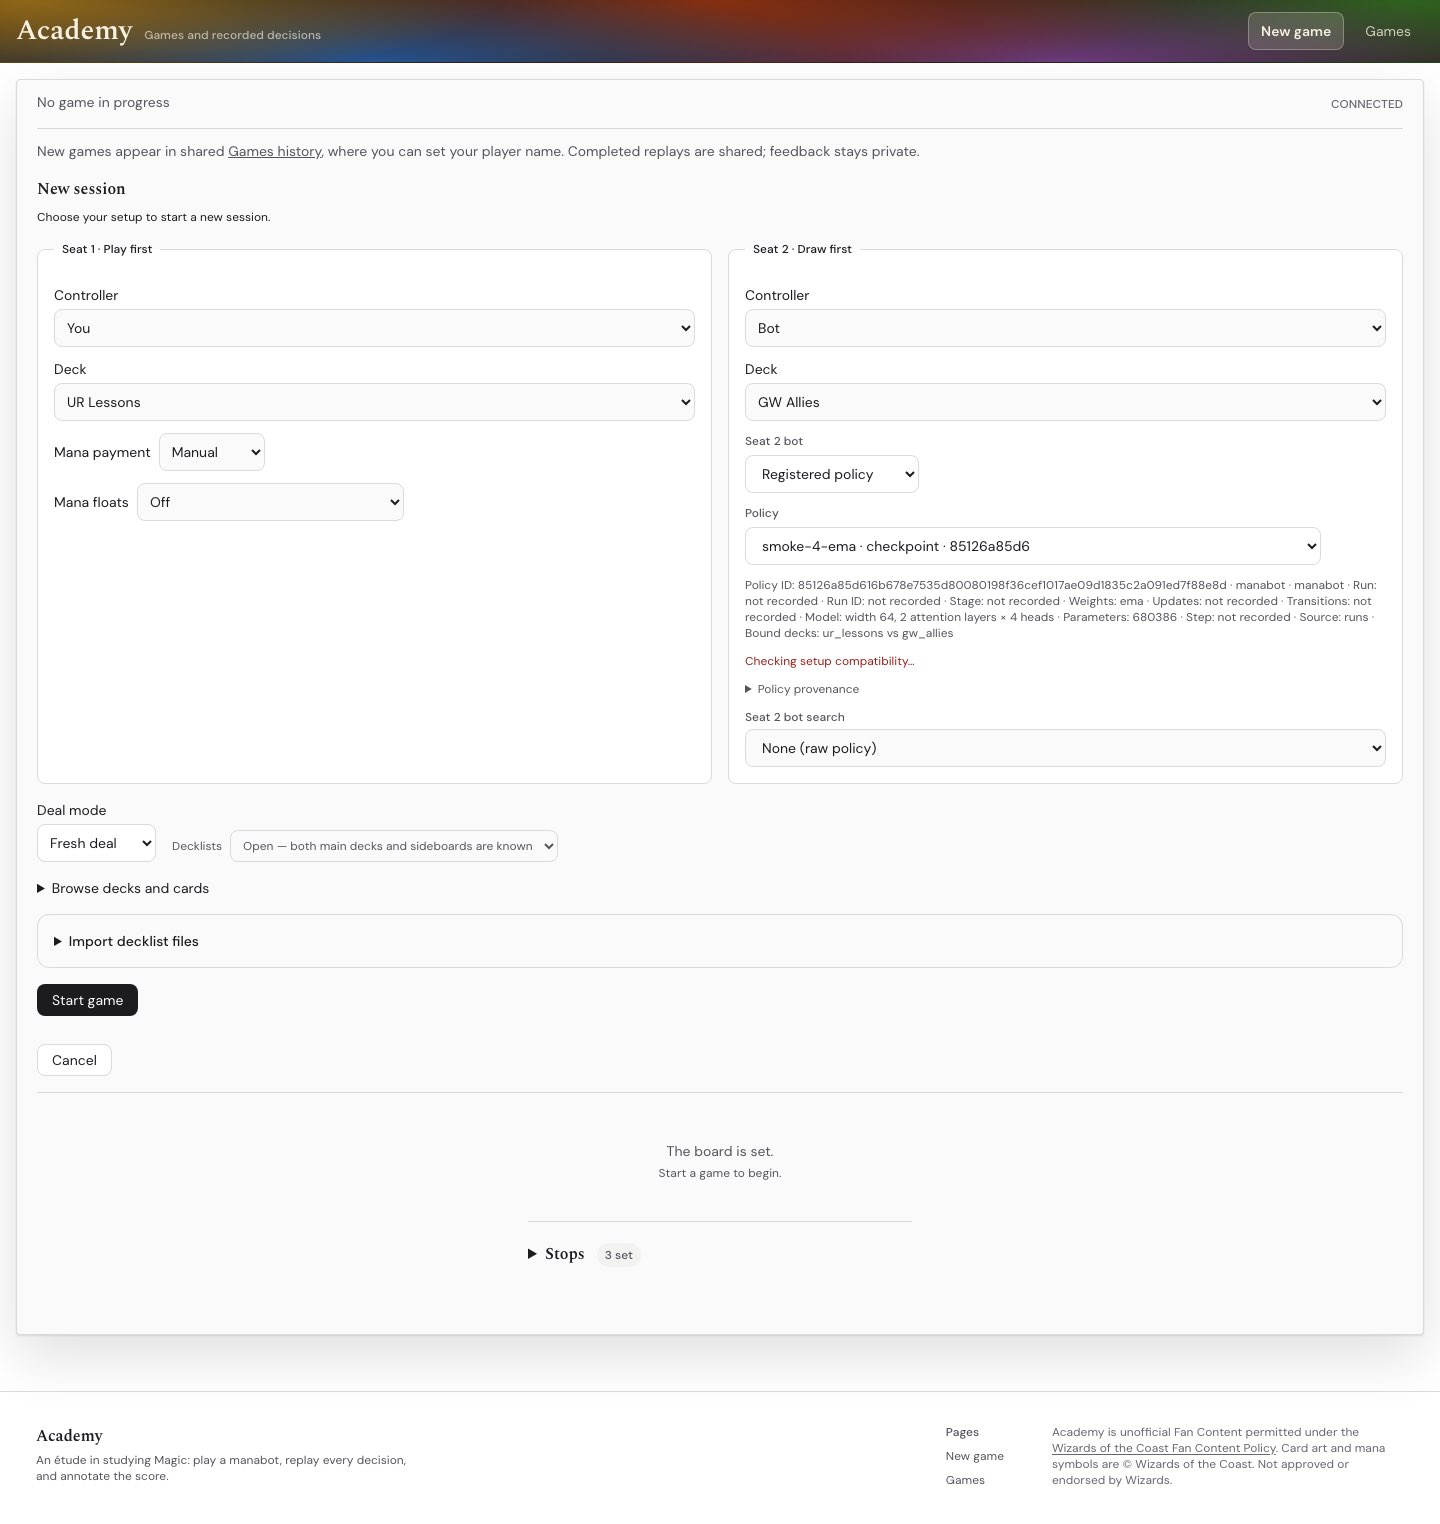 Academy Games and recorded decisions New game Games
No game in progress CONNECTED
New games appear in shared Games history, where you can set your player name. Completed replays are shared; feedback stays private.
New session
Choose your setup to start a new session.
Seat 1 · Play first
Controller
You
Deck
UR Lessons
Mana payment Manual
Mana floats Off
Seat 2 · Draw first
Controller
Bot
Deck
GW Allies
Seat 2 bot
Registered policy
Policy
smoke-4-ema · checkpoint · 85126a85d6
Policy ID: 85126a85d616b678e7535d80080198f36cef1017ae09d1835c2a091ed7f88e8d · manabot · manabot · Run:
not recorded · Run ID: not recorded · Stage: not recorded · Weights: ema · Updates: not recorded · Transitions: not
recorded · Model: width 64, 2 attention layers × 4 heads · Parameters: 680386 · Step: not recorded · Source: runs ·
Bound decks: ur_lessons vs gw_allies
Checking setup compatibility…
Policy provenance
Seat 2 bot search
None (raw policy)
Deal mode
Fresh deal Decklists Open — both main decks and sideboards are known
Browse decks and cards
Import decklist files
Start game
Cancel
The board is set.
Start a game to begin.
Stops 3 set
Academy
An étude in studying Magic: play a manabot, replay every decision,
and annotate the score.
Pages
New game
Games
Academy is unofficial Fan Content permitted under the
Wizards of the Coast Fan Content Policy. Card art and mana
symbols are © Wizards of the Coast. Not approved or
endorsed by Wizards.